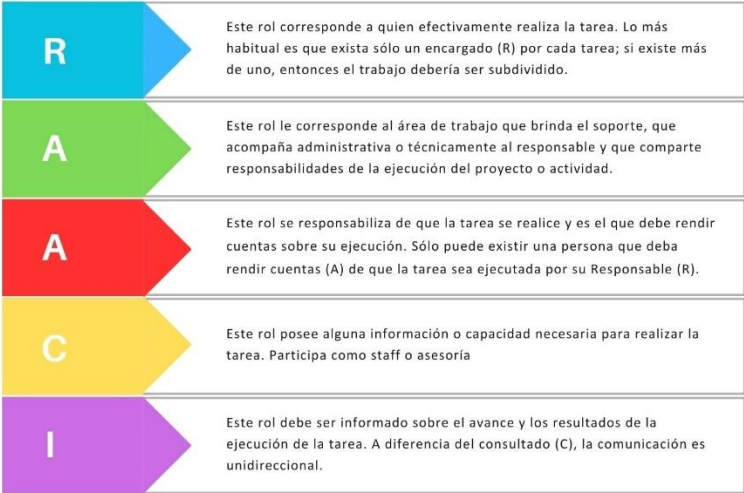 R
Este rol corresponde a quien efectivamente realiza la tarea. Lo más
habitual es que exista sólo un encargado (R) por cada tarea; si existe más
de uno, entonces el trabajo debería ser subdividido.
A
Este rol le corresponde al área de trabajo que brinda el soporte, que
acompaña administrativa o técnicamente al responsable y que comparte
responsabilidades de la ejecución del proyecto o actividad.
A
Este rol se responsabiliza de que la tarea se realice y es el que debe rendir
cuentas sobre su ejecución. Sólo puede existir una persona que deba
rendir cuentas (A) de que la tarea sea ejecutada por su Responsable (R).
C
Este rol posee alguna información o capacidad necesaria para realizar la
tarea. Participa como staff o asesoría
I
Este rol debe ser informado sobre el avance y los resultados de la
ejecución de la tarea. A diferencia del consultado (C), la comunicación es
unidireccional.